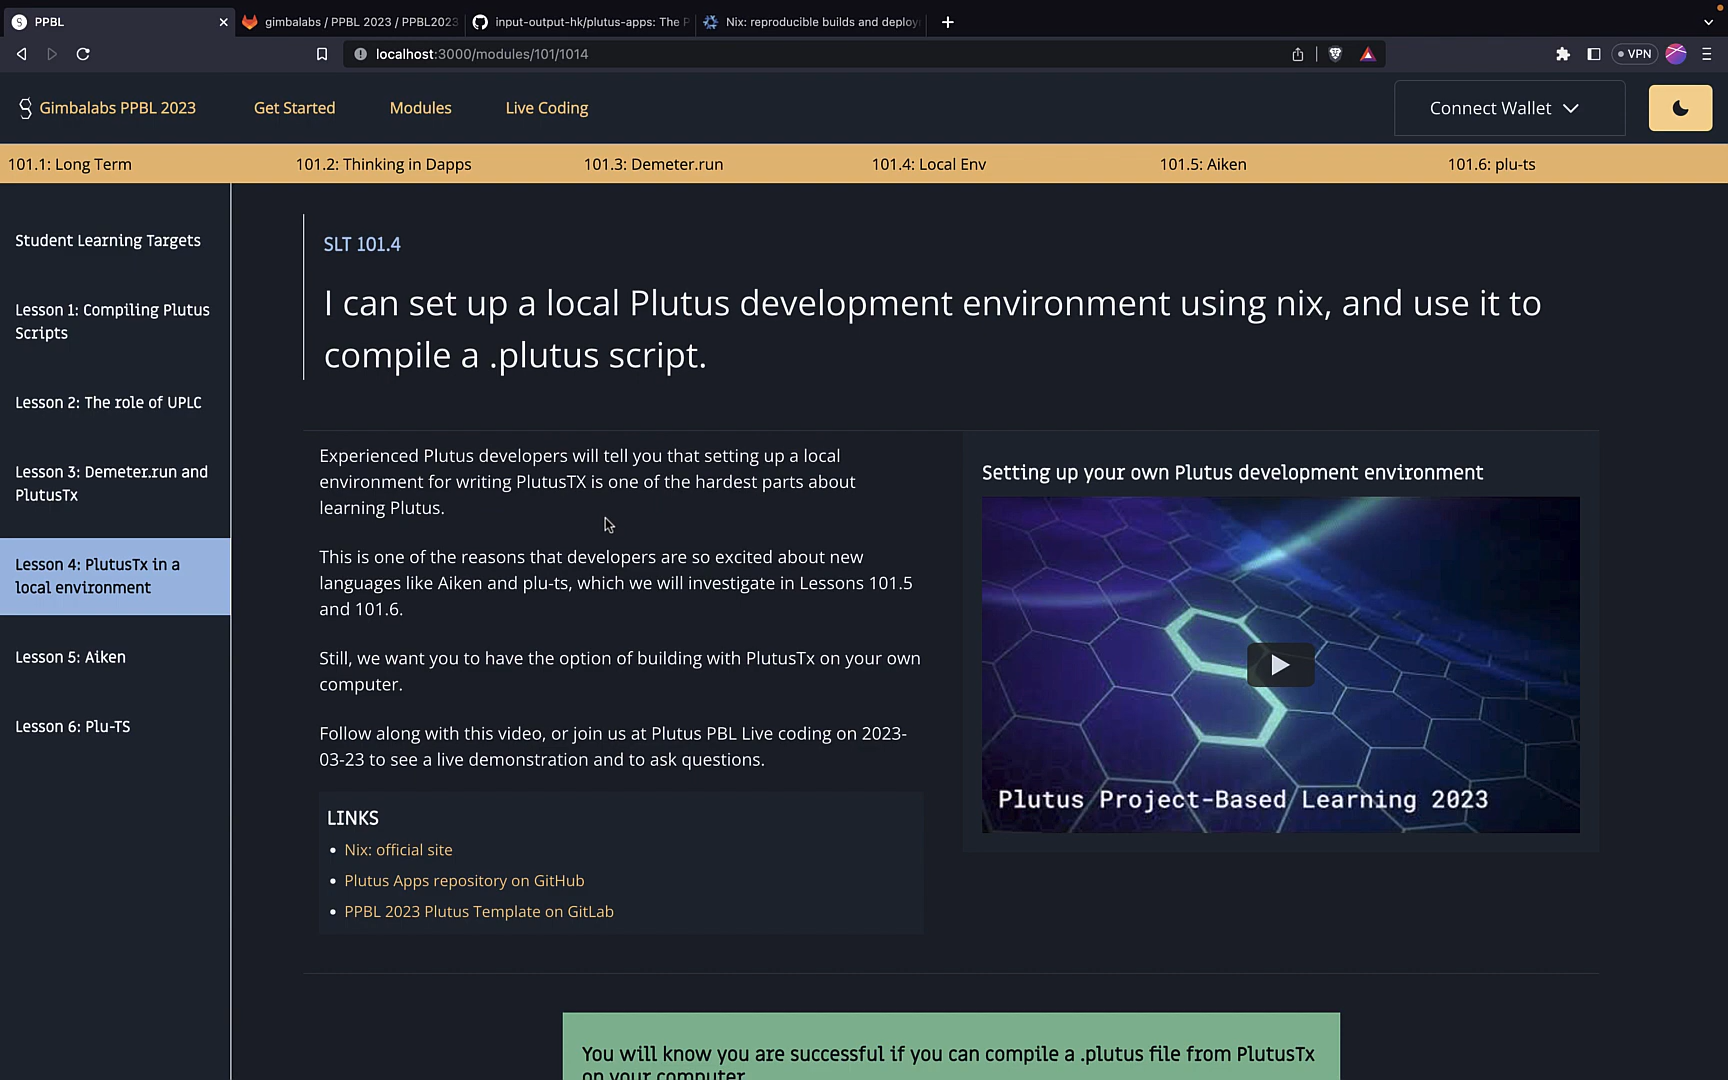 PPBL
gimbalabs / PPBL 2023 / PPBL2023
input-output-hk/plutus-apps: The P
Nix: reproducible builds and deploy
localhost:3000/modules/101/1014
VPN
Gimbalabs PPBL 2023
Get Started
Modules
Live Coding
Connect Wallet
101.1: Long Term
101.2: Thinking in Dapps
101.3: Demeter.run
101.4: Local Env
101.5: Aiken
101.6: plu-ts
Student Learning Targets
Lesson 1: Compiling Plutus
Scripts
Lesson 2: The role of UPLC
Lesson 3: Demeter.run and
PlutusTx
Lesson 4: PlutusTx in a
local environment
Lesson 5: Aiken
Lesson 6: Plu-TS
SLT 101.4
I can set up a local Plutus development environment using nix, and use it to
compile a .plutus script.
Experienced Plutus developers will tell you that setting up a local
environment for writing PlutusTX is one of the hardest parts about
learning Plutus.
This is one of the reasons that developers are so excited about new
languages like Aiken and plu-ts, which we will investigate in Lessons 101.5
and 101.6.
Still, we want you to have the option of building with PlutusTx on your own
computer.
Follow along with this video, or join us at Plutus PBL Live coding on 2023-
03-23 to see a live demonstration and to ask questions.
LINKS
• Nix: official site
• Plutus Apps repository on GitHub
• PPBL 2023 Plutus Template on GitLab
Setting up your own Plutus development environment
Plutus Project-Based Learning 2023
You will know you are successful if you can compile a .plutus file from PlutusTx
on your computer